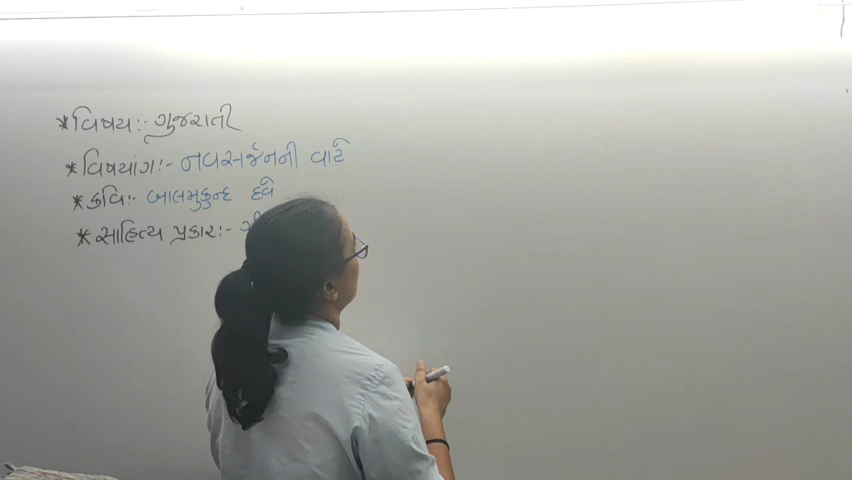 *વિષય:- ગુજરાતી
*વિષયાંગ:- નવસર્જનની વાટે
*કવિ:- બાલમુકુન્દ દવે
*સાહિત્ય પ્રકાર:-